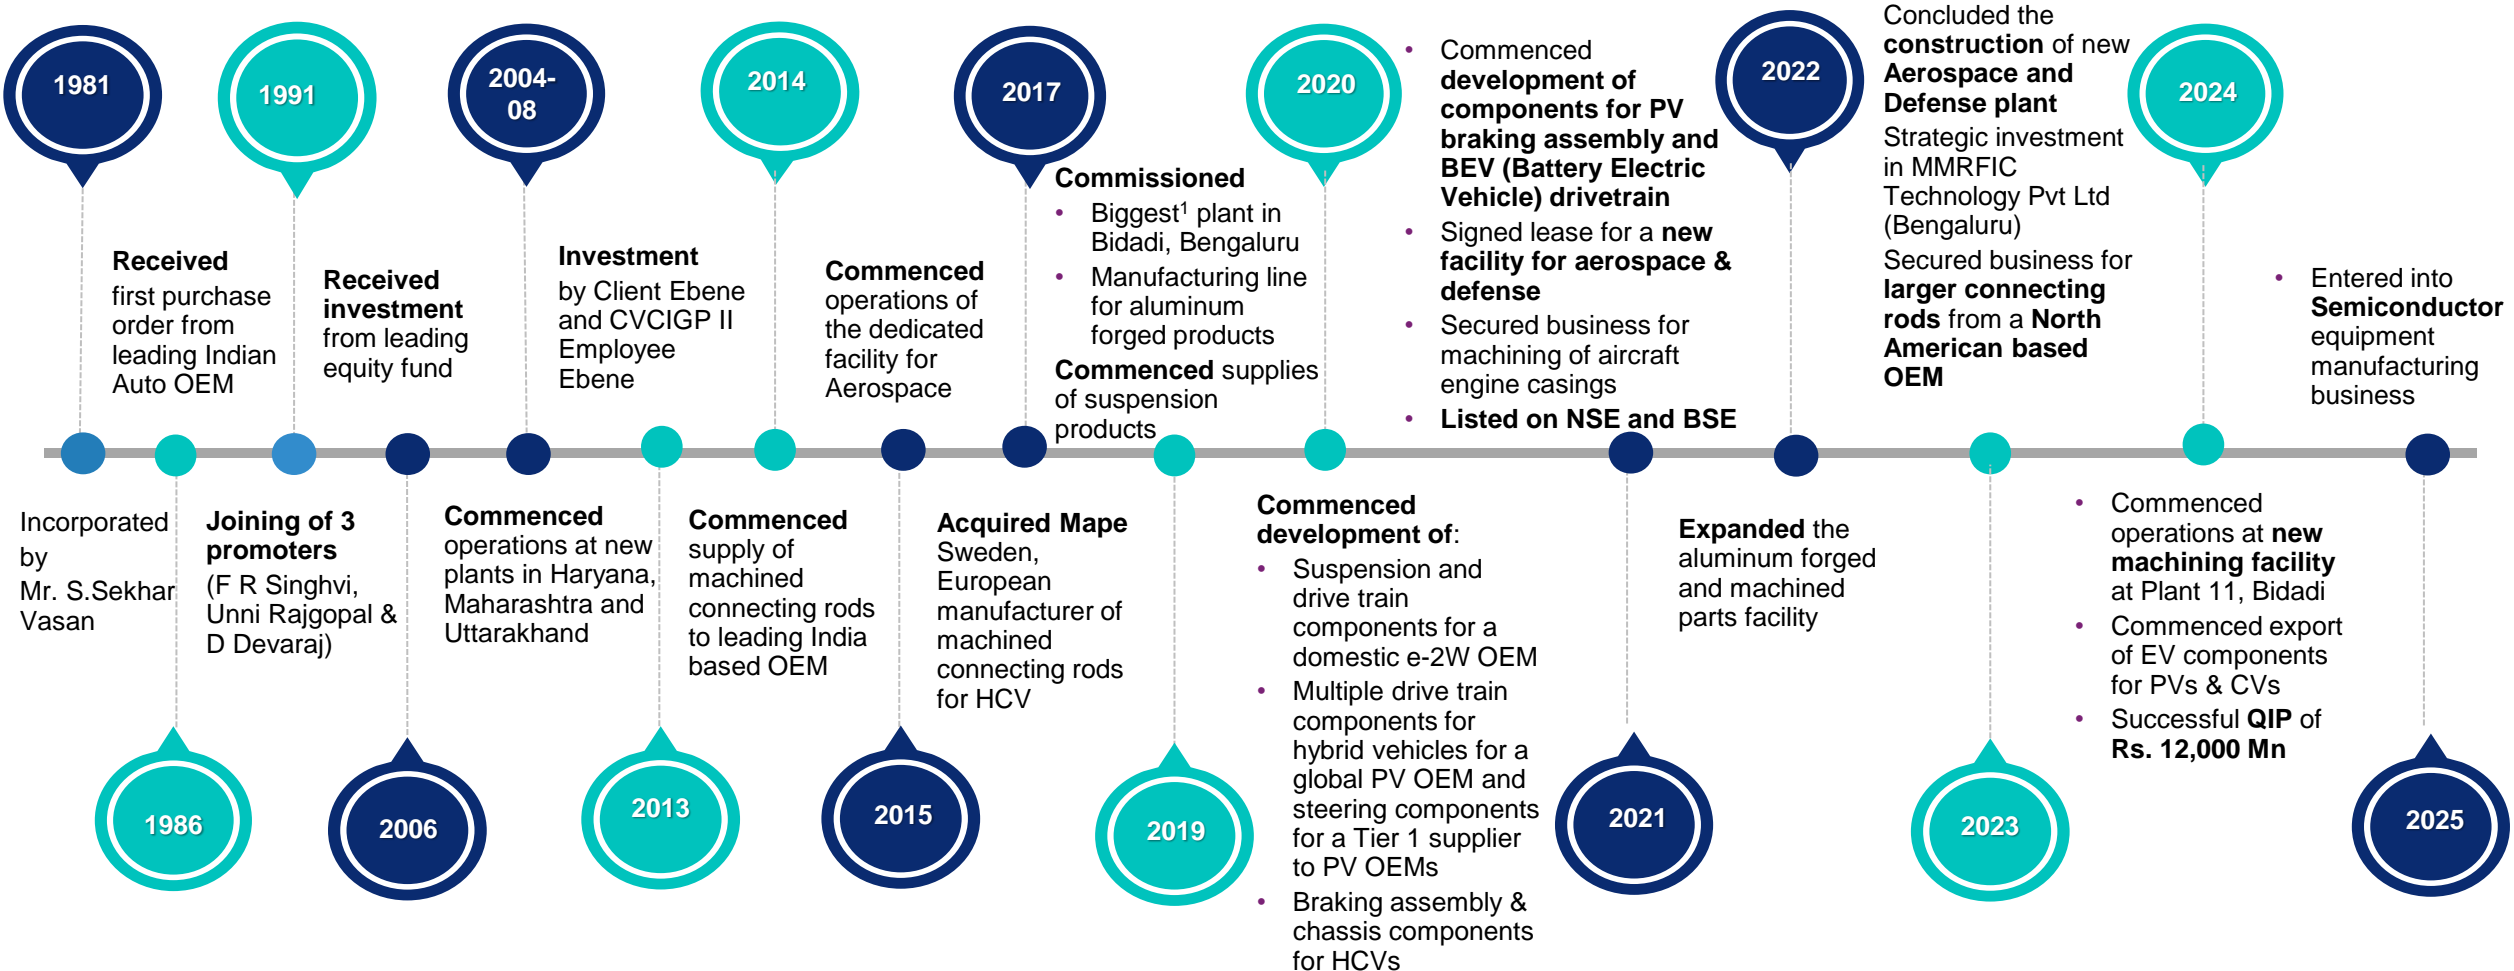 1981
1991
2004-
08
2014
2017
2020
2022
2024
Received
first purchase
order from
leading Indian
Auto OEM
Received
investment
from leading
equity fund
Investment
by Client Ebene
and CVCIGP II
Employee
Ebene
Commenced
operations of
the dedicated
facility for
Aerospace
Commissioned
• Biggest¹ plant in
Bidadi, Bengaluru
• Manufacturing line
for aluminum
forged products
Commenced supplies
of suspension
products
• Commenced
development of
components for PV
braking assembly and
BEV (Battery Electric
Vehicle) drivetrain
• Signed lease for a new
facility for aerospace &
defense
• Secured business for
machining of aircraft
engine casings
• Listed on NSE and BSE
Concluded the
construction of new
Aerospace and
Defense plant
Strategic investment
in MMRFIC
Technology Pvt Ltd
(Bengaluru)
Secured business for
larger connecting
rods from a North
American based
OEM
• Entered into
Semiconductor
equipment
manufacturing
business
Incorporated
by
Mr. S.Sekhar
Vasan
Joining of 3
promoters
(F R Singhvi,
Unni Rajgopal &
D Devaraj)
Commenced
operations at new
plants in Haryana,
Maharashtra and
Uttarakhand
Commenced
supply of
machined
connecting rods
to leading India
based OEM
Acquired Mape
Sweden,
European
manufacturer of
machined
connecting rods
for HCV
Commenced
development of:
• Suspension and
drive train
components for a
domestic e-2W OEM
• Multiple drive train
components for
hybrid vehicles for a
global PV OEM and
steering components
for a Tier 1 supplier
to PV OEMs
• Braking assembly &
chassis components
for HCVs
Expanded the
aluminum forged
and machined
parts facility
• Commenced
operations at new
machining facility
at Plant 11, Bidadi
• Commenced export
of EV components
for PVs & CVs
• Successful QIP of
Rs. 12,000 Mn
1986
2006
2013
2015
2019
2021
2023
2025